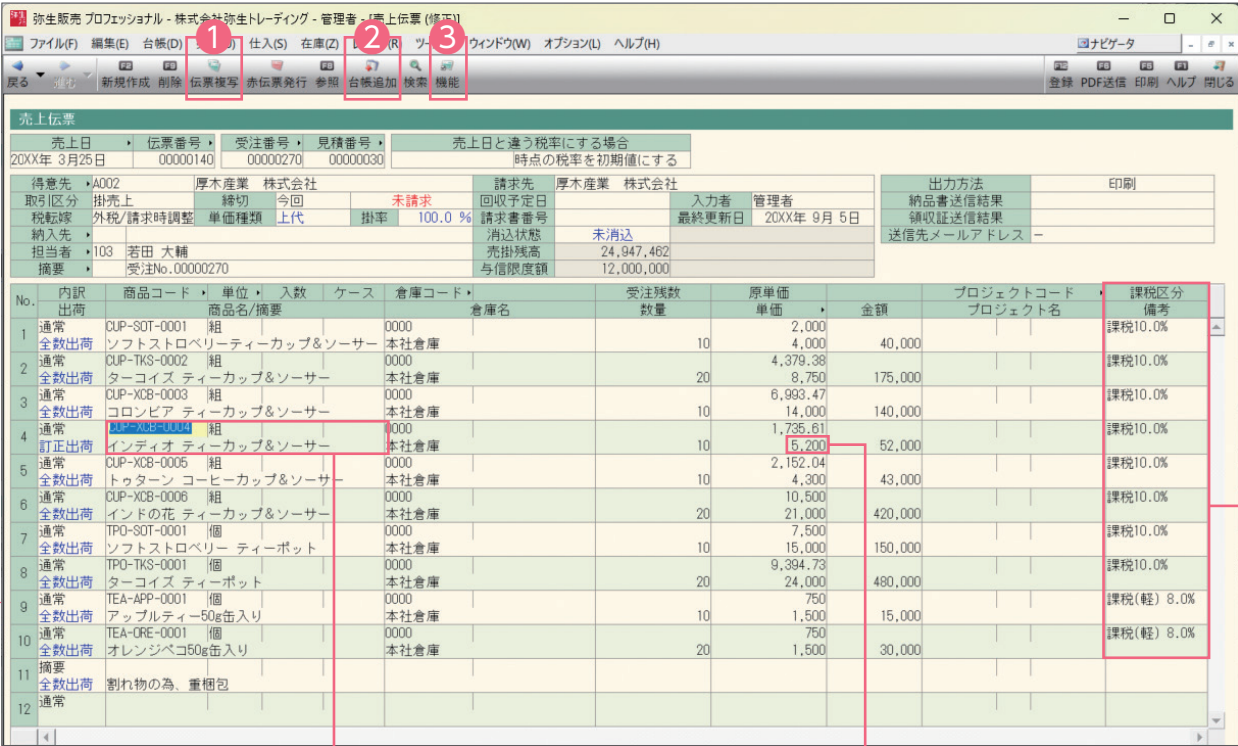 弥生販売 プロフェッショナル - 株式会社弥生トレーディング - 管理者 - [売上伝票 (修正)]
ファイル(F) 編集(E) 台帳(D) 1 仕入(S) 在庫(Z) 2 (R) ツー 3 ウィンドウ(W) オプション(L) ヘルプ(H) ナビゲータ
戻る 新規作成 削除 伝票複写 赤伝票発行 参照 台帳追加 検索 機能 登録 PDF送信 印刷 ヘルプ 閉じる
売上伝票
売上日 伝票番号 受注番号 見積番号 売上日と違う税率にする場合
20XX年 3月25日 00000140 00000270 00000030 時点の税率を初期値にする
得意先 A002 厚木産業 株式会社 請求先 厚木産業 株式会社 出力方法 印刷
取引区分 掛売上 締切 今回 未請求 回収予定日 入力者 管理者 納品書送信結果
税転嫁 外税/請求時調整 単価種類 上代 掛率 100.0 % 請求書番号 最終更新日 20XX年 9月 5日 領収証送信結果
納入先 消込状態 未消込 送信先メールアドレス -
担当者 103 若田 大輔 売掛残高 24,947,462
摘要 受注No.00000270 与信限度額 12,000,000
No. 内訳 商品コード 単位 入数 ケース 倉庫コード 受注残数 原単価 プロジェクトコード 課税区分
出荷 商品名/摘要 倉庫名 数量 単価 金額 プロジェクト名 備考
1 通常 CUP-SOT-0001 組 0000 2,000 課税10.0%
全数出荷 ソフトストロベリーティーカップ&ソーサー 本社倉庫 10 4,000 40,000
2 通常 CUP-TKS-0002 組 0000 4,379.38 課税10.0%
全数出荷 ターコイズ ティーカップ&ソーサー 本社倉庫 20 8,750 175,000
3 通常 CUP-XCB-0003 組 0000 6,993.47 課税10.0%
全数出荷 コロンビア ティーカップ&ソーサー 本社倉庫 10 14,000 140,000
4 通常 CUP-XCB-0004 組 0000 1,735.61 課税10.0%
訂正出荷 インディオ ティーカップ&ソーサー 本社倉庫 10 5,200 52,000
5 通常 CUP-XCB-0005 組 0000 2,152.04 課税10.0%
全数出荷 トゥターン コーヒーカップ&ソーサー 本社倉庫 10 4,300 43,000
6 通常 CUP-XCB-0006 組 0000 10,500 課税10.0%
全数出荷 インドの花 ティーカップ&ソーサー 本社倉庫 20 21,000 420,000
7 通常 TPO-SOT-0001 個 0000 7,500 課税10.0%
全数出荷 ソフトストロベリー ティーポット 本社倉庫 10 15,000 150,000
8 通常 TPO-TKS-0001 個 0000 9,394.73 課税10.0%
全数出荷 ターコイズ ティーポット 本社倉庫 20 24,000 480,000
9 通常 TEA-APP-0001 個 0000 750 課税(軽) 8.0%
全数出荷 アップルティー50g缶入り 本社倉庫 10 1,500 15,000
10 通常 TEA-ORE-0001 個 0000 750 課税(軽) 8.0%
全数出荷 オレンジペコ50g缶入り 本社倉庫 20 1,500 30,000
11 摘要
全数出荷 割れ物の為、重梱包
12 通常